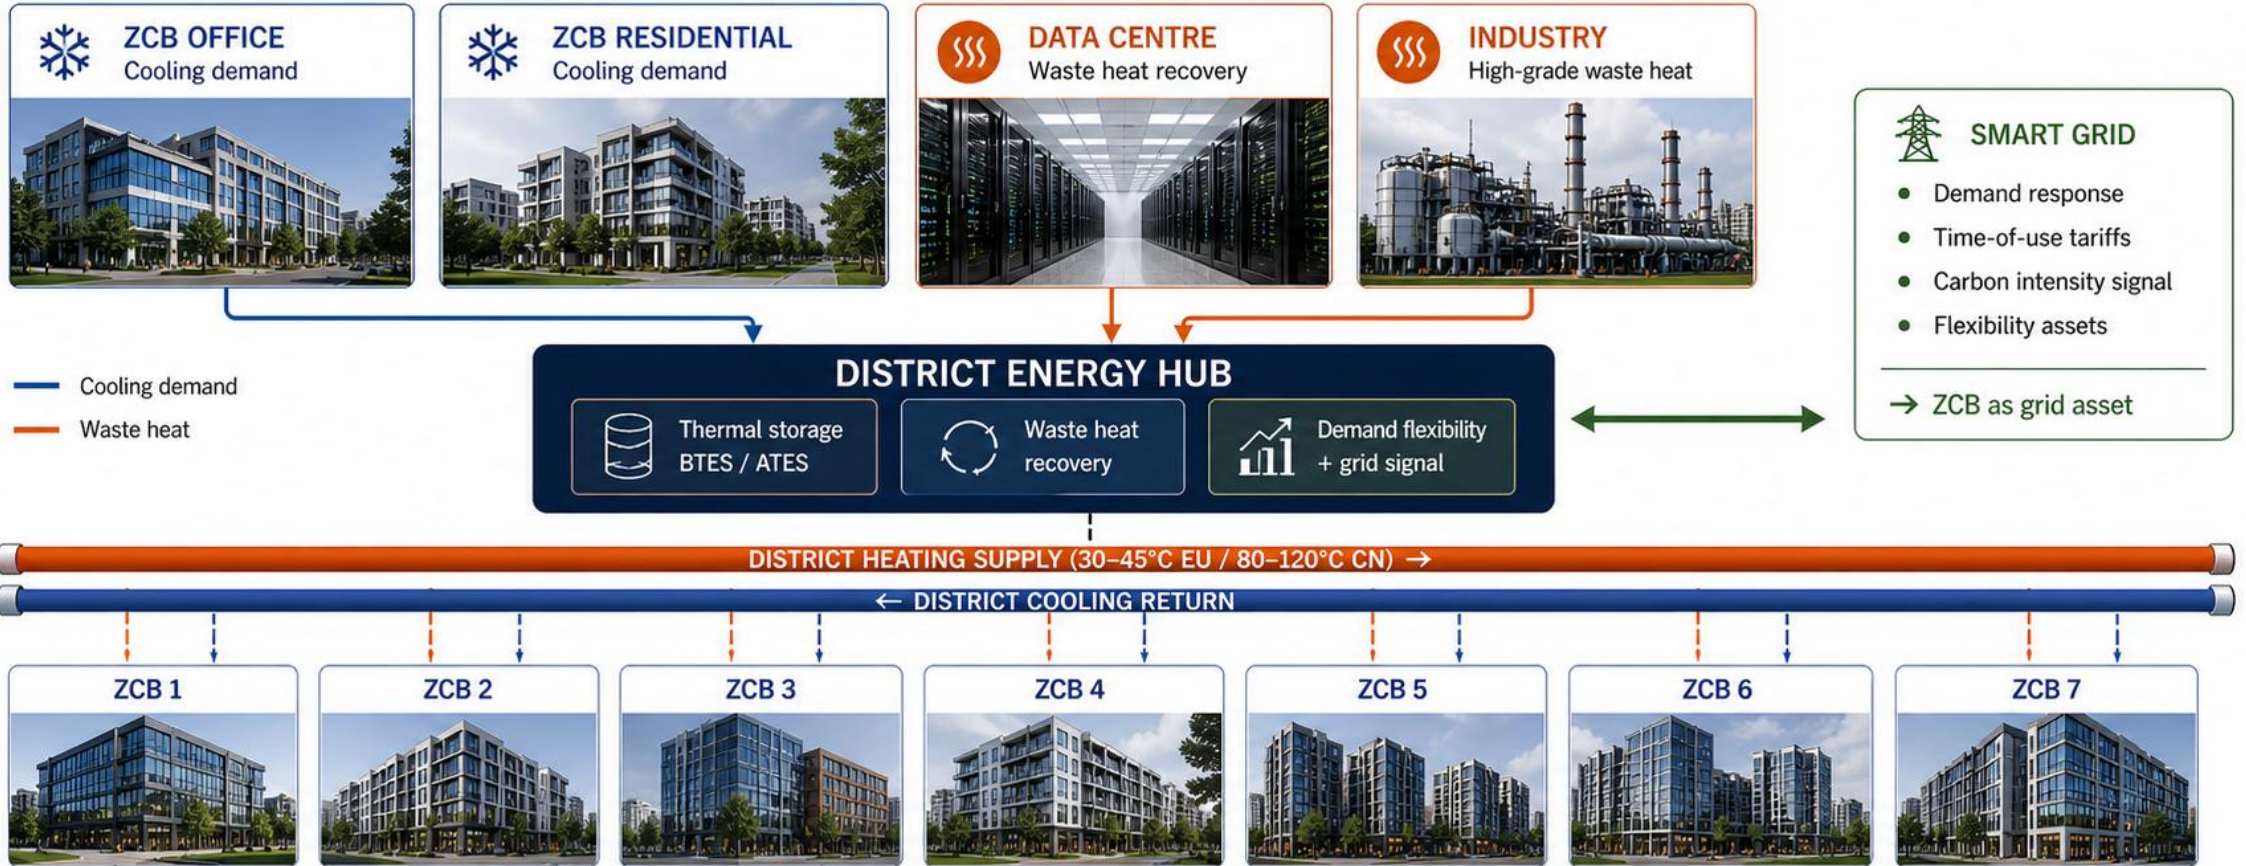 ZCB OFFICE
Cooling demand
ZCB RESIDENTIAL
Cooling demand
DATA CENTRE
Waste heat recovery
INDUSTRY
High-grade waste heat
SMART GRID
Demand response
Time-of-use tariffs
Carbon intensity signal
Flexibility assets
→ ZCB as grid asset
Cooling demand
Waste heat
DISTRICT ENERGY HUB
Thermal storage
BTES / ATES
Waste heat
recovery
Demand flexibility
+ grid signal
DISTRICT HEATING SUPPLY (30–45°C EU / 80–120°C CN) →
← DISTRICT COOLING RETURN
ZCB 1
ZCB 2
ZCB 3
ZCB 4
ZCB 5
ZCB 6
ZCB 7